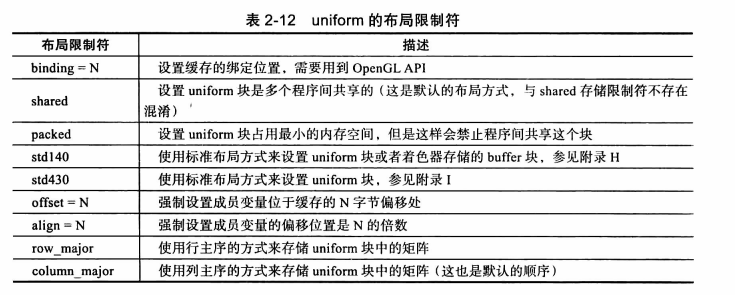 表 2-12 uniform 的布局限制符
布局限制符 描述
binding = N 设置缓存的绑定位置，需要用到 OpenGL API
shared 设置 uniform 块是多个程序间共享的（这是默认的布局方式，与 shared 存储限制符不存在
混淆）
packed 设置 uniform 块占用最小的内存空间，但是这样会禁止程序间共享这个块
std140 使用标准布局方式来设置 uniform 块或者着色器存储的 buffer 块，参见附录 H
std430 使用标准布局方式来设置 uniform 块，参见附录 I
offset = N 强制设置成员变量位于缓存的 N 字节偏移处
align = N 强制设置成员变量的偏移位置是 N 的倍数
row_major 使用行主序的方式来存储 uniform 块中的矩阵
column_major 使用列主序的方式来存储 uniform 块中的矩阵（这也是默认的顺序）